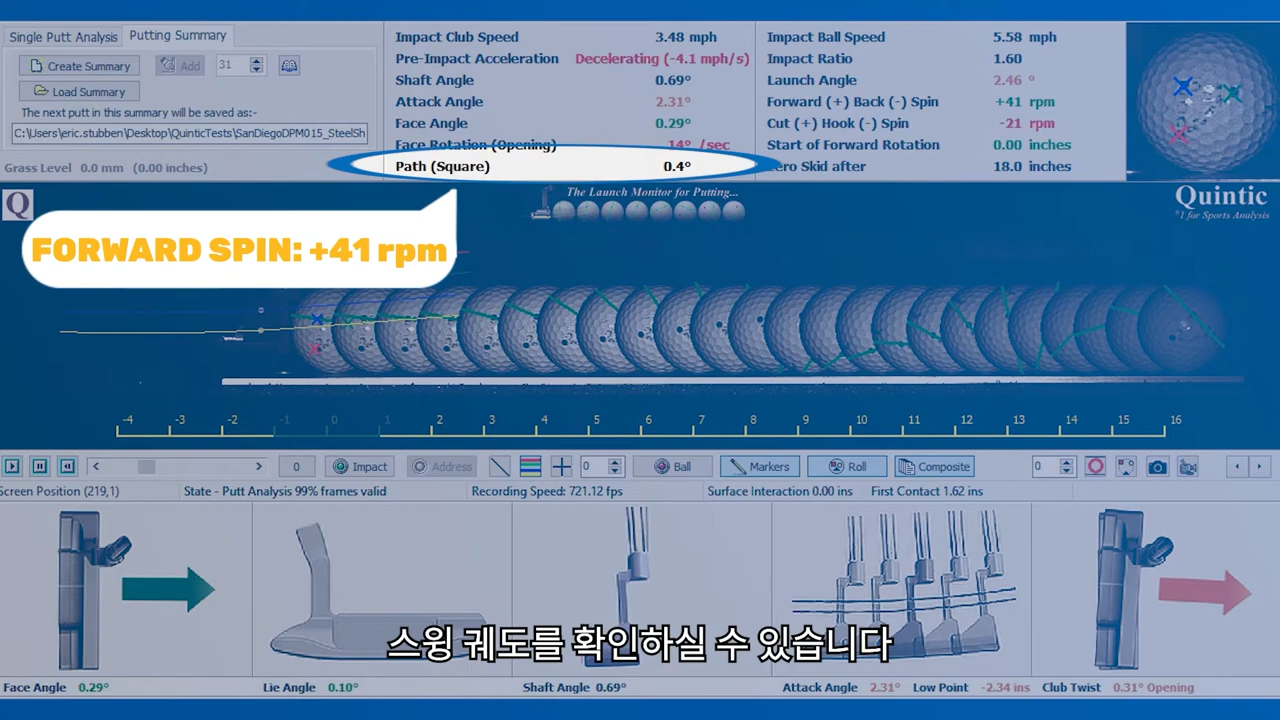 Single Putt Analysis Putting Summary
Create Summary Add 31
Load Summary
The next putt in this summary will be saved as:-
C:\Users\eric.stubben\Desktop\QuinticTests\SanDiegoDPM015_SteelSh
Grass Level 0.0 mm (0.00 inches)
Impact Club Speed 3.48 mph
Pre-Impact Acceleration Decelerating (-4.1 mph/s)
Shaft Angle 0.69°
Attack Angle 2.31°
Face Angle 0.29°
Face Rotation (Opening) 14° /sec
Path (Square) 0.4°
Impact Ball Speed 5.58 mph
Impact Ratio 1.60
Launch Angle 2.46 °
Forward (+) Back (-) Spin +41 rpm
Cut (+) Hook (-) Spin -21 rpm
Start of Forward Rotation 0.00 inches
Zero Skid after 18.0 inches
Q
The Launch Monitor for Putting...
Quintic
#1 for Sports Analysis
FORWARD SPIN: +41 rpm
-4 -3 -2 -1 0 1 2 3 4 5 6 7 8 9 10 11 12 13 14 15 16
0 Impact Address 0 Ball Markers Roll Composite 0
Screen Position (219,1) State - Putt Analysis 99% frames valid Recording Speed: 721.12 fps Surface Interaction 0.00 ins First Contact 1.62 ins
스윙 궤도를 확인하실 수 있습니다
Face Angle 0.29° Lie Angle 0.10° Shaft Angle 0.69° Attack Angle 2.31° Low Point -2.34 ins Club Twist 0.31° Opening